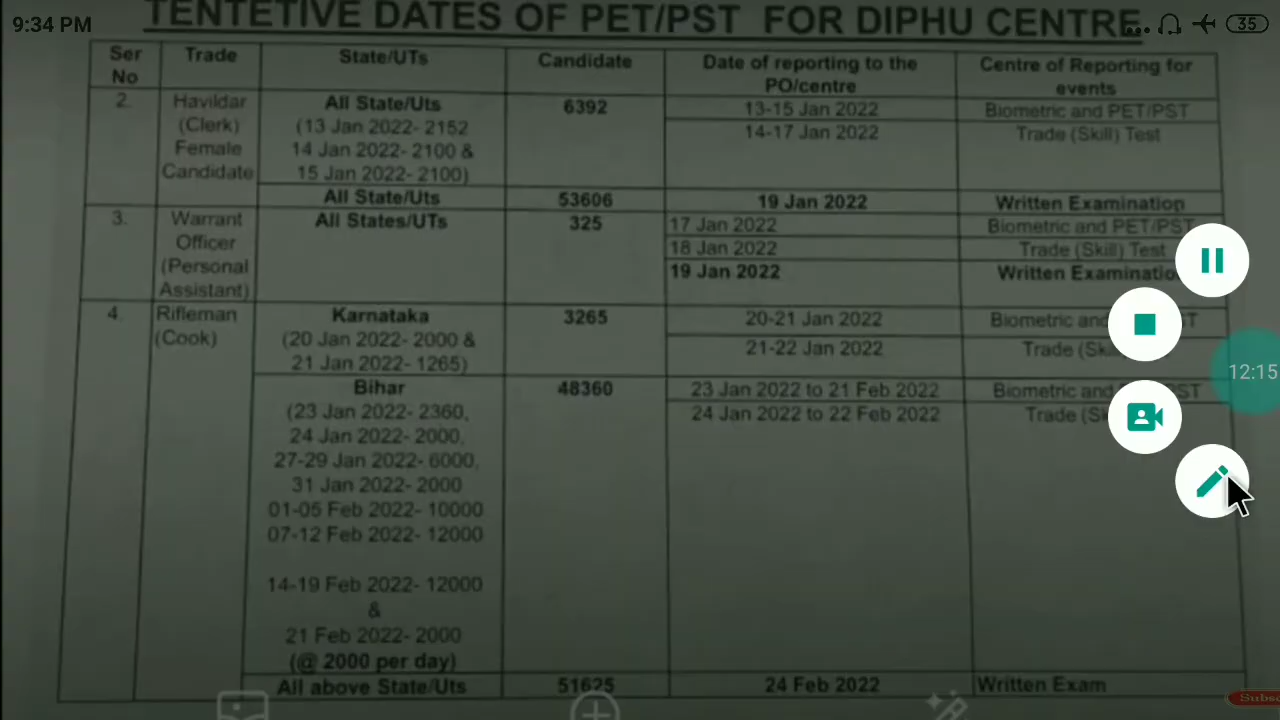 9:34 PM
35
TENTETIVE DATES OF PET/PST FOR DIPHU CENTRE
Ser No Trade State/UTs Candidate Date of reporting to the PO/centre Centre of Reporting for events
2. Havildar (Clerk) Female Candidate
All State/Uts 6392 13-15 Jan 2022 Biometric and PET/PST
(13 Jan 2022- 2152 14-17 Jan 2022 Trade (Skill) Test
14 Jan 2022- 2100 &
15 Jan 2022- 2100)
All State/Uts 53606 19 Jan 2022 Written Examination
3. Warrant Officer (Personal Assistant)
All States/UTs 325 17 Jan 2022 Biometric and PET/PST
18 Jan 2022 Trade (Skill) Test
19 Jan 2022 Written Examinatio
4. Rifleman (Cook)
Karnataka 3265 20-21 Jan 2022 Biometric and
(20 Jan 2022- 2000 & 21-22 Jan 2022 Trade
21 Jan 2022- 1265)
Bihar 48360 23 Jan 2022 to 21 Feb 2022 Biometric and
(23 Jan 2022- 2360, 24 Jan 2022 to 22 Feb 2022 Trade
24 Jan 2022- 2000,
27-29 Jan 2022- 6000,
31 Jan 2022- 2000
01-05 Feb 2022- 10000
07-12 Feb 2022- 12000
14-19 Feb 2022- 12000
&
21 Feb 2022- 2000
(@ 2000 per day)
All above State/Uts 51625 24 Feb 2022 Written Exam
12:15
Subsc